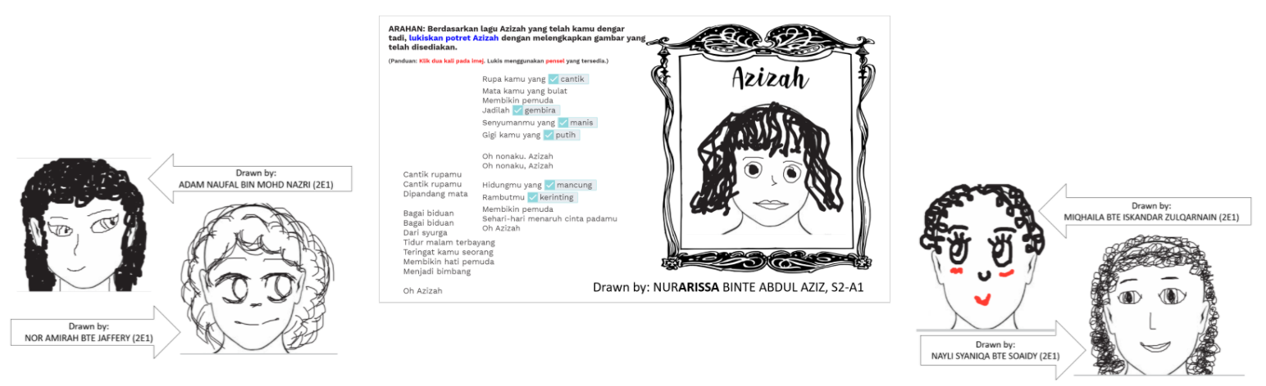 ARAHAN: Berdasarkan lagu Azizah yang telah kamu dengar
tadi, lukiskan potret Azizah dengan melengkapkan gambar yang
telah disediakan.
(Panduan: Klik dua kali pada imej. Lukis menggunakan pensel yang tersedia.)
Rupa kamu yang cantik
Mata kamu yang bulat
Membikin pemuda
Jadilah gembira
Senyumanmu yang manis
Gigi kamu yang putih
Oh nonaku. Azizah
Oh nonaku, Azizah
Hidungmu yang mancung
Rambutmu kerinting
Membikin pemuda
Sehari-hari menaruh cinta padamu
Oh Azizah
Cantik rupamu
Cantik rupamu
Dipandang mata
Bagai biduan
Bagai biduan
Dari syurga
Tidur malam terbayang
Teringat kamu seorang
Membikin hati pemuda
Menjadi bimbang
Oh Azizah
Azizah
Drawn by: NURARISSA BINTE ABDUL AZIZ, S2-A1
Drawn by:
ADAM NAUFAL BIN MOHD NAZRI (2E1)
Drawn by:
NOR AMIRAH BTE JAFFERY (2E1)
Drawn by:
MIQHAILA BTE ISKANDAR ZULQARNAIN (2E1)
Drawn by:
NAYLI SYANIQA BTE SOAIDY (2E1)